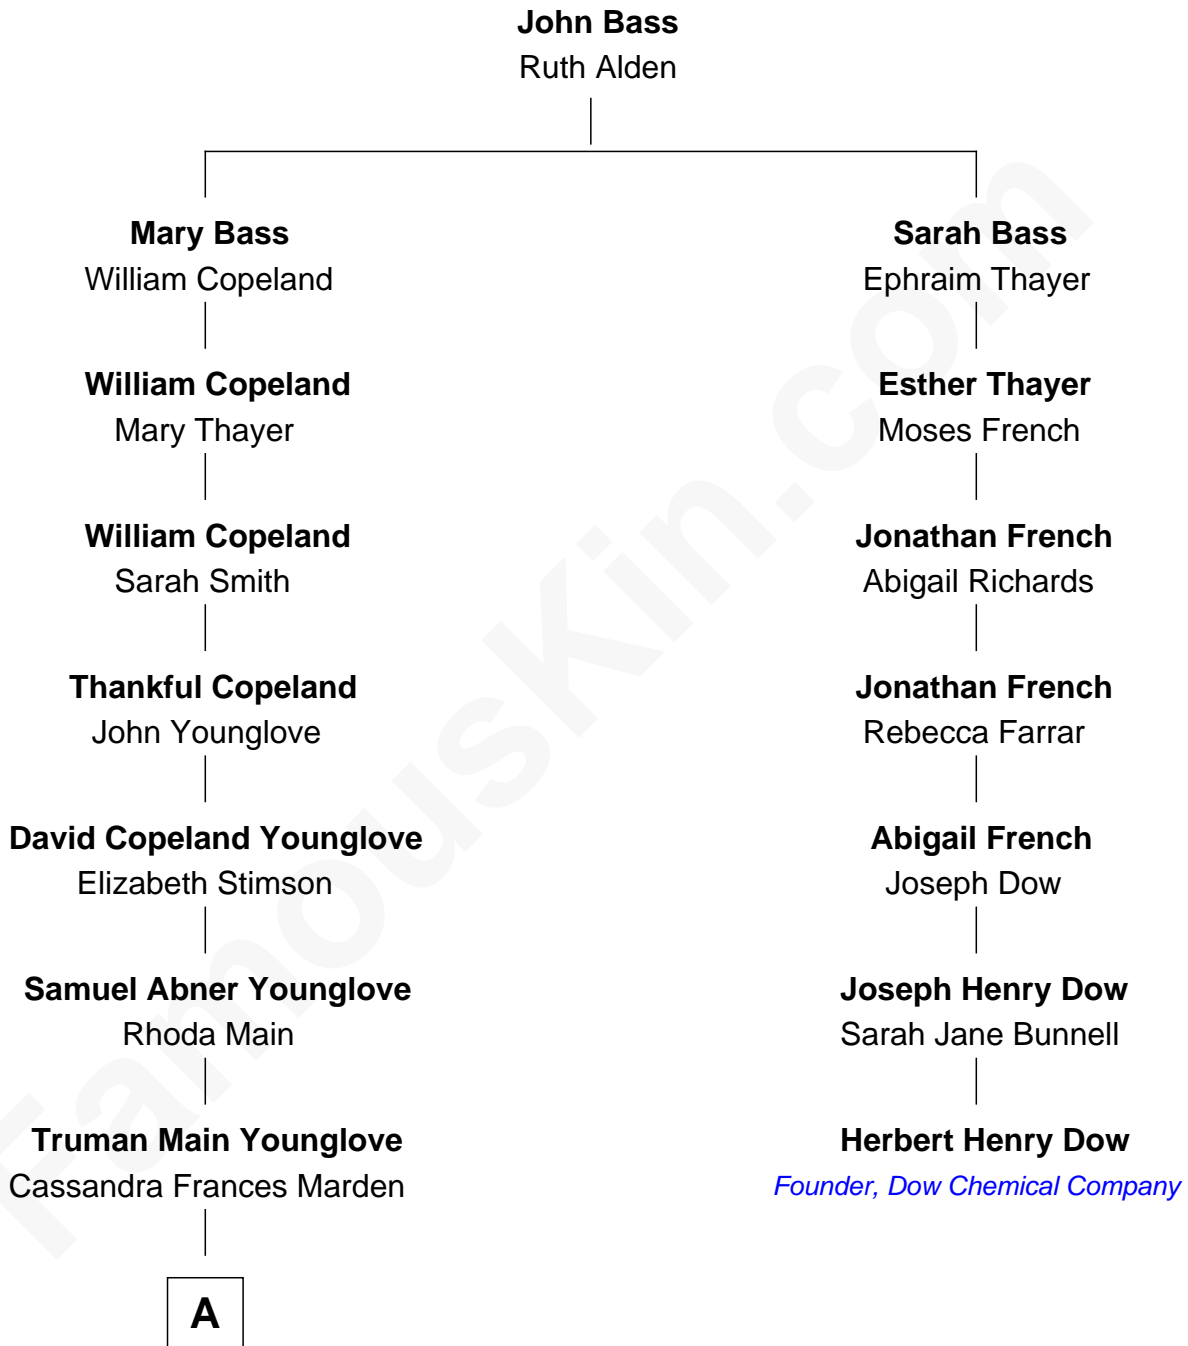 John Bass
Ruth Alden
Mary Bass
William Copeland
Sarah Bass
Ephraim Thayer
William Copeland
Mary Thayer
Esther Thayer
Moses French
William Copeland
Sarah Smith
Jonathan French
Abigail Richards
Thankful Copeland
John Younglove
Jonathan French
Rebecca Farrar
David Copeland Younglove
Elizabeth Stimson
Abigail French
Joseph Dow
Samuel Abner Younglove
Rhoda Main
Joseph Henry Dow
Sarah Jane Bunnell
Truman Main Younglove
Cassandra Frances Marden
Herbert Henry Dow
Founder, Dow Chemical Company
A
FamousKin.com